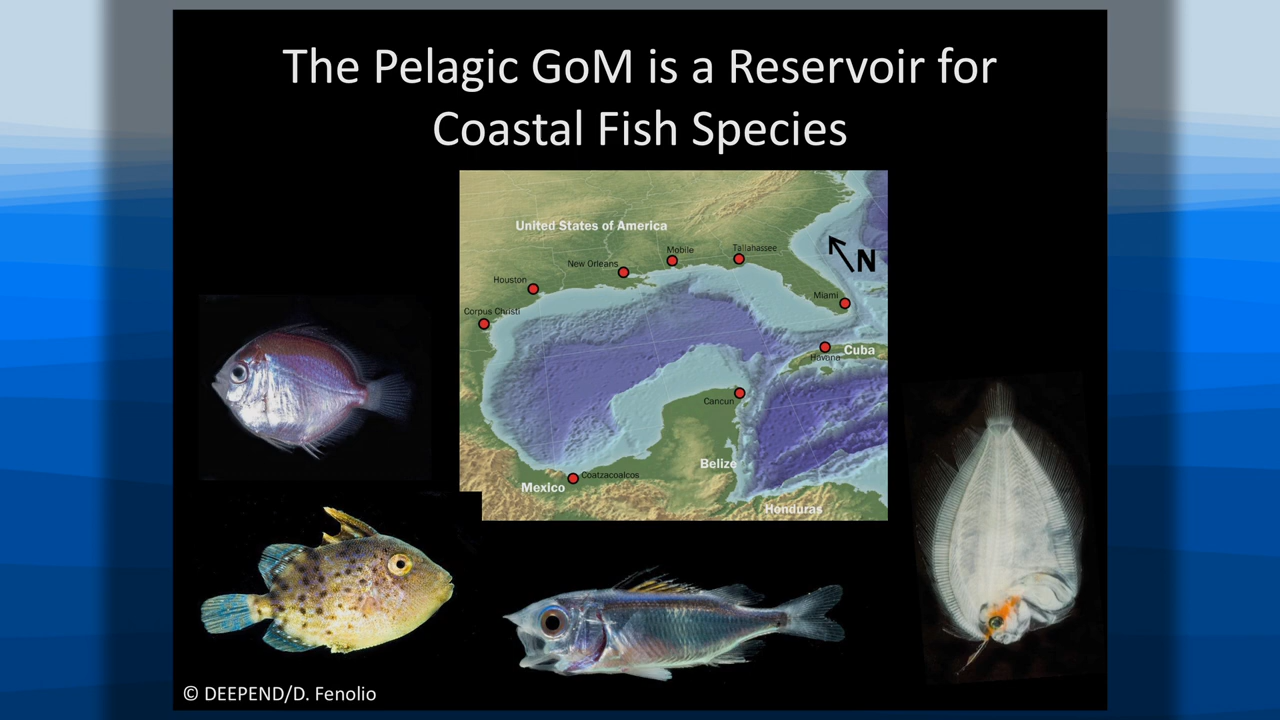 The Pelagic GoM is a Reservoir for
Coastal Fish Species
United States of America
N
Mobile
Tallahassee
New Orleans
Houston
Miami
Corpus Christi
Cuba
Havana
Cancun
Belize
Coatzacoalcos
Mexico
Honduras
© DEEPEND/D. Fenolio